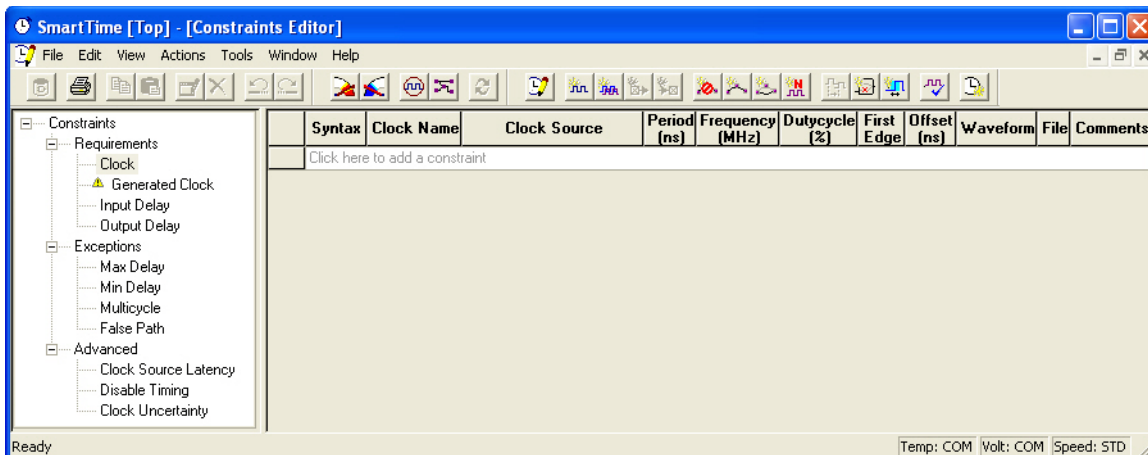 SmartTime [Top] - [Constraints Editor]
File Edit View Actions Tools Window Help
Constraints
Requirements
Clock
Generated Clock
Input Delay
Output Delay
Exceptions
Max Delay
Min Delay
Multicycle
False Path
Advanced
Clock Source Latency
Disable Timing
Clock Uncertainty
Syntax Clock Name Clock Source Period (ns) Frequency (MHz) Dutycycle (%) First Edge Offset (ns) Waveform File Comments
Click here to add a constraint
Ready Temp: COM Volt: COM Speed: STD